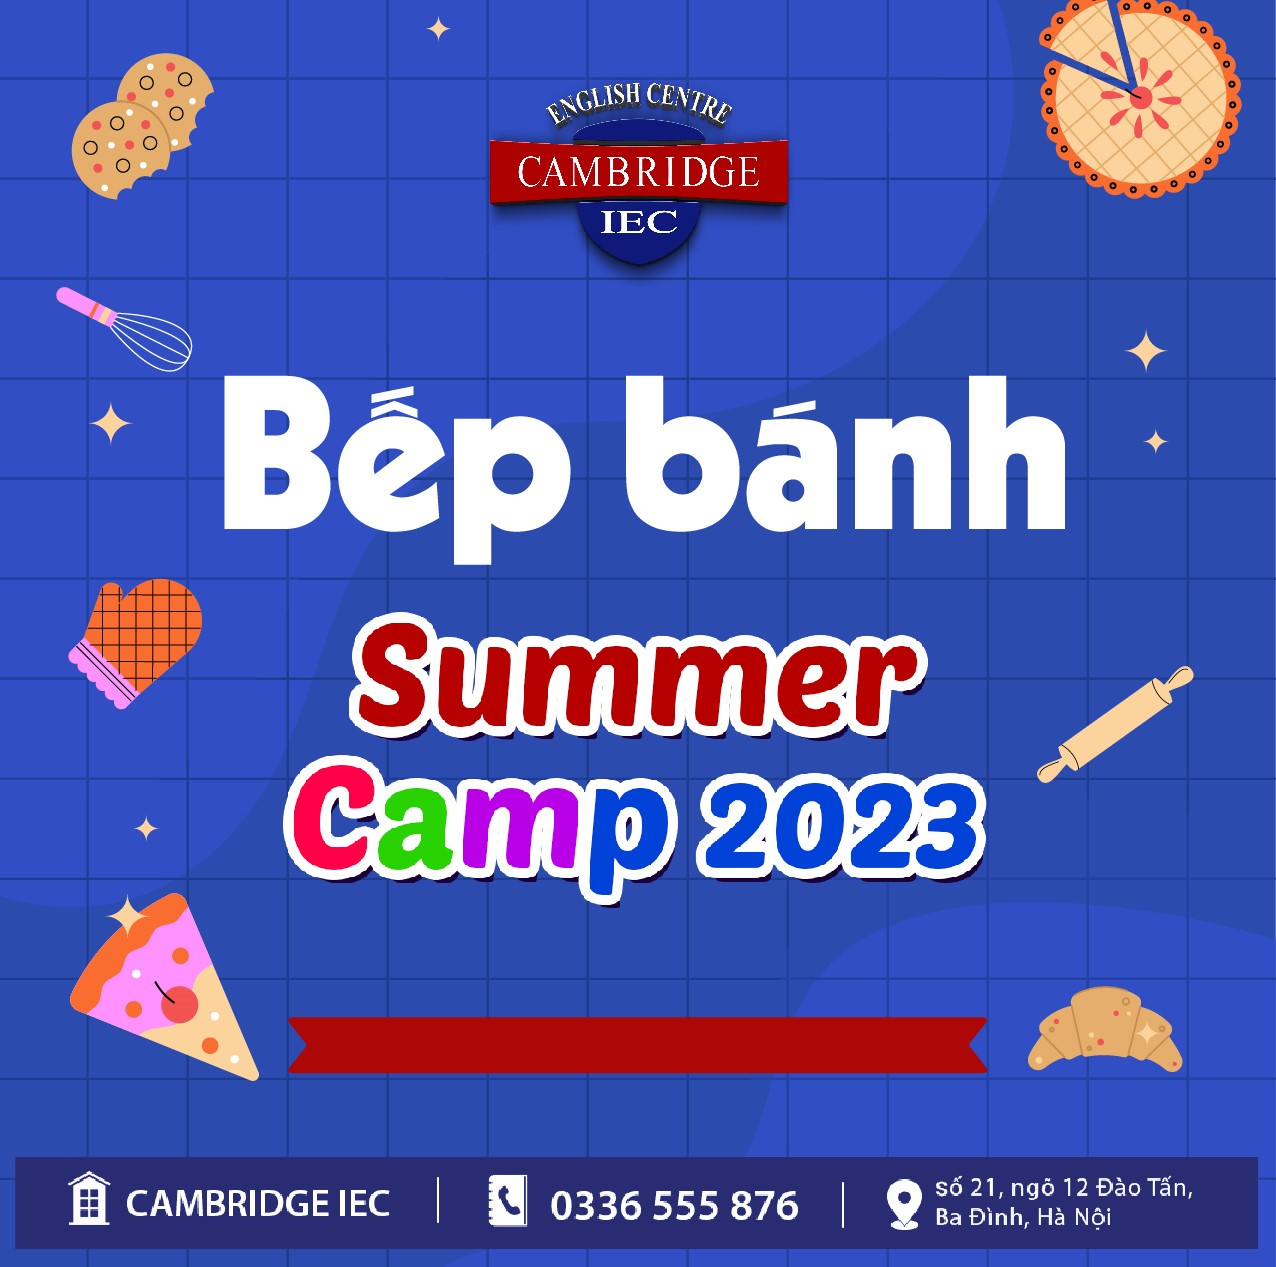 ENGLISH CENTRE
CAMBRIDGE
IEC
Bếp bánh
Summer
Camp 2023
CAMBRIDGE IEC
0336 555 876
số 21, ngõ 12 Đào Tấn,
Ba Đình, Hà Nội